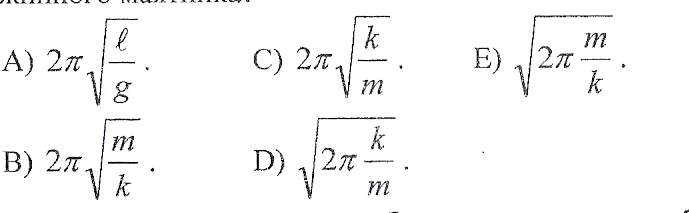 A) 2π√(ℓ/g) . C) 2π√(k/m) . E) √(2π m/k) .
B) 2π√(m/k) . D) √(2π k/m) .